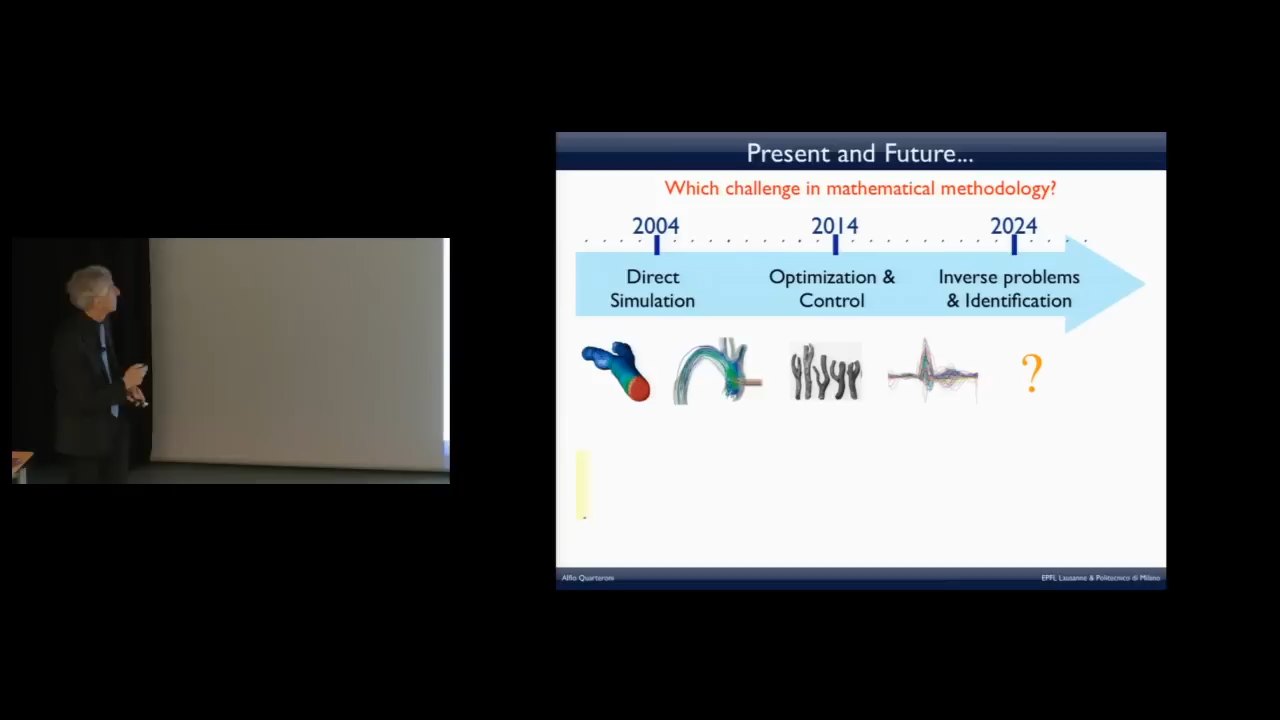 Present and Future...
Which challenge in mathematical methodology?
2004 2014 2024
Direct Simulation
Optimization & Control
Inverse problems & Identification
?
Alfio Quarteroni
EPFL Lausanne & Politecnico di Milano